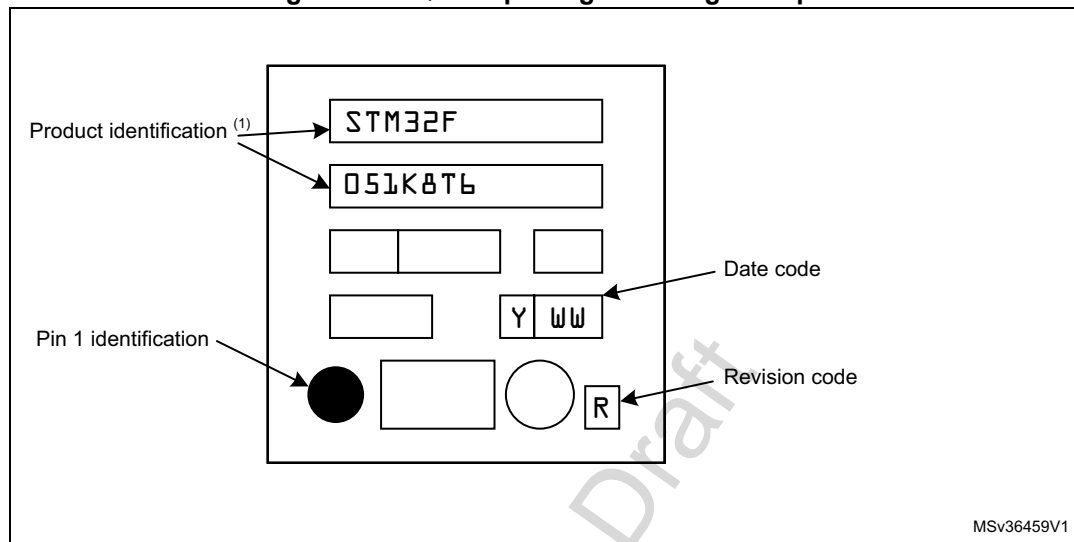 STM32F
Product identification (1)
051K8T6
Date code
Y WW
Pin 1 identification
Revision code
R
Draft
MSv36459V1